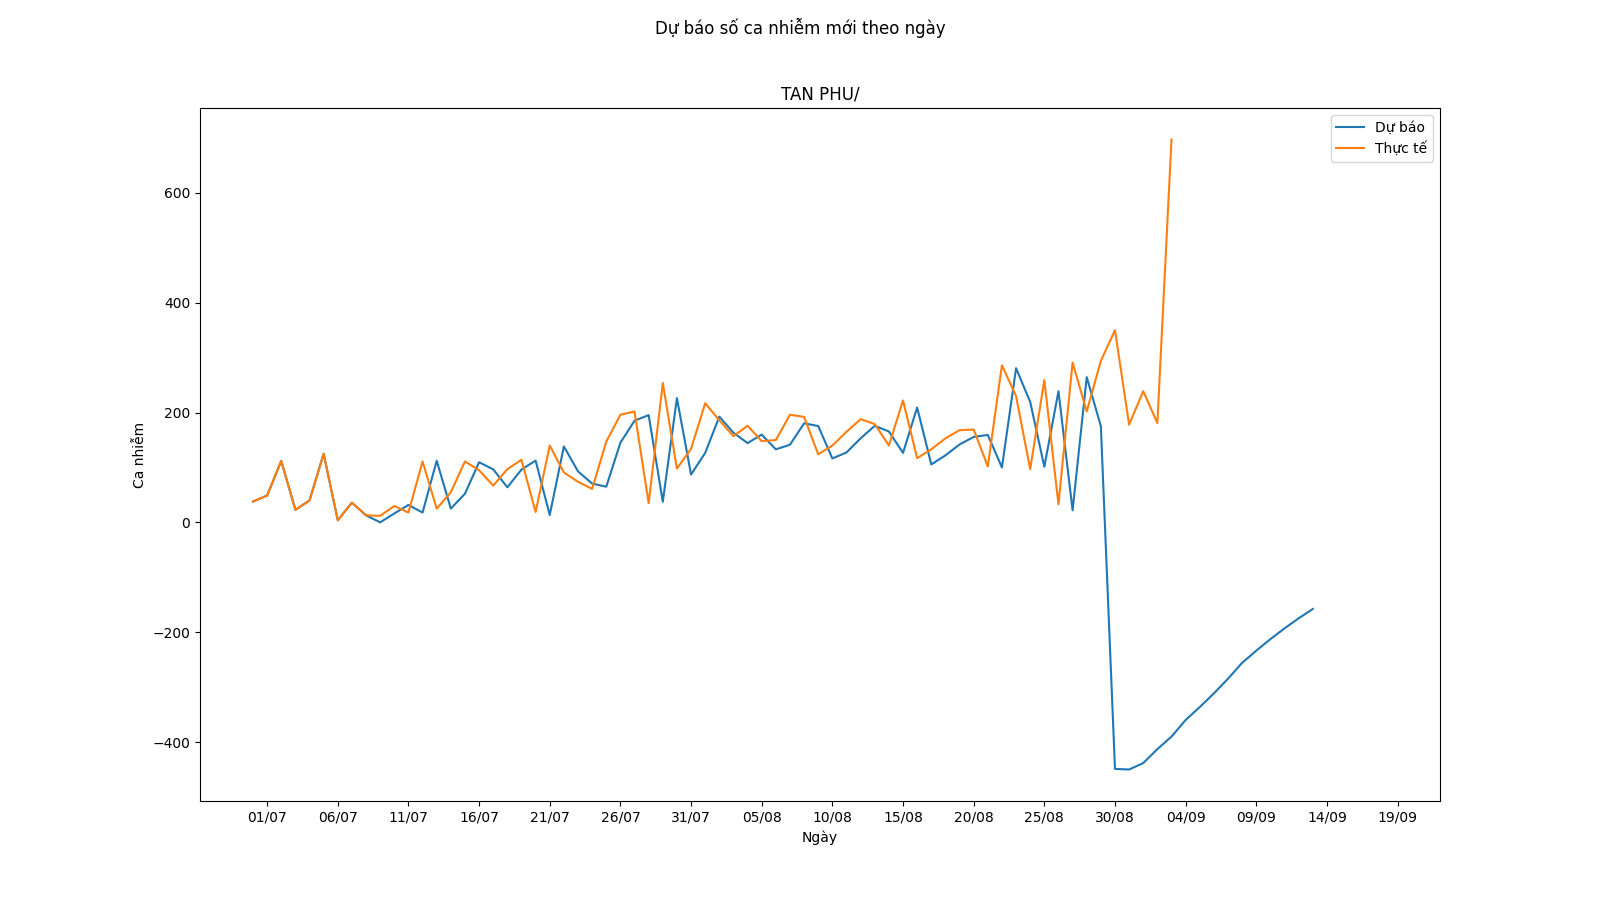 Dự báo số ca nhiễm mới theo ngày
TAN PHU/
Dự báo
Thực tế
600
400
200
0
−200
−400
Ca nhiễm
01/07 06/07 11/07 16/07 21/07 26/07 31/07 05/08 10/08 15/08 20/08 25/08 30/08 04/09 09/09 14/09 19/09
Ngày